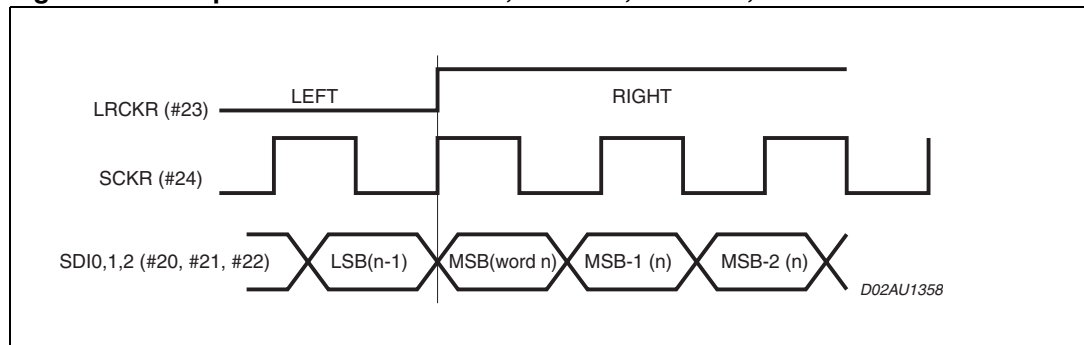 LEFT
RIGHT
LRCKR (#23)
SCKR (#24)
SDI0,1,2 (#20, #21, #22)
LSB(n-1)
MSB(word n)
MSB-1 (n)
MSB-2 (n)
D02AU1358